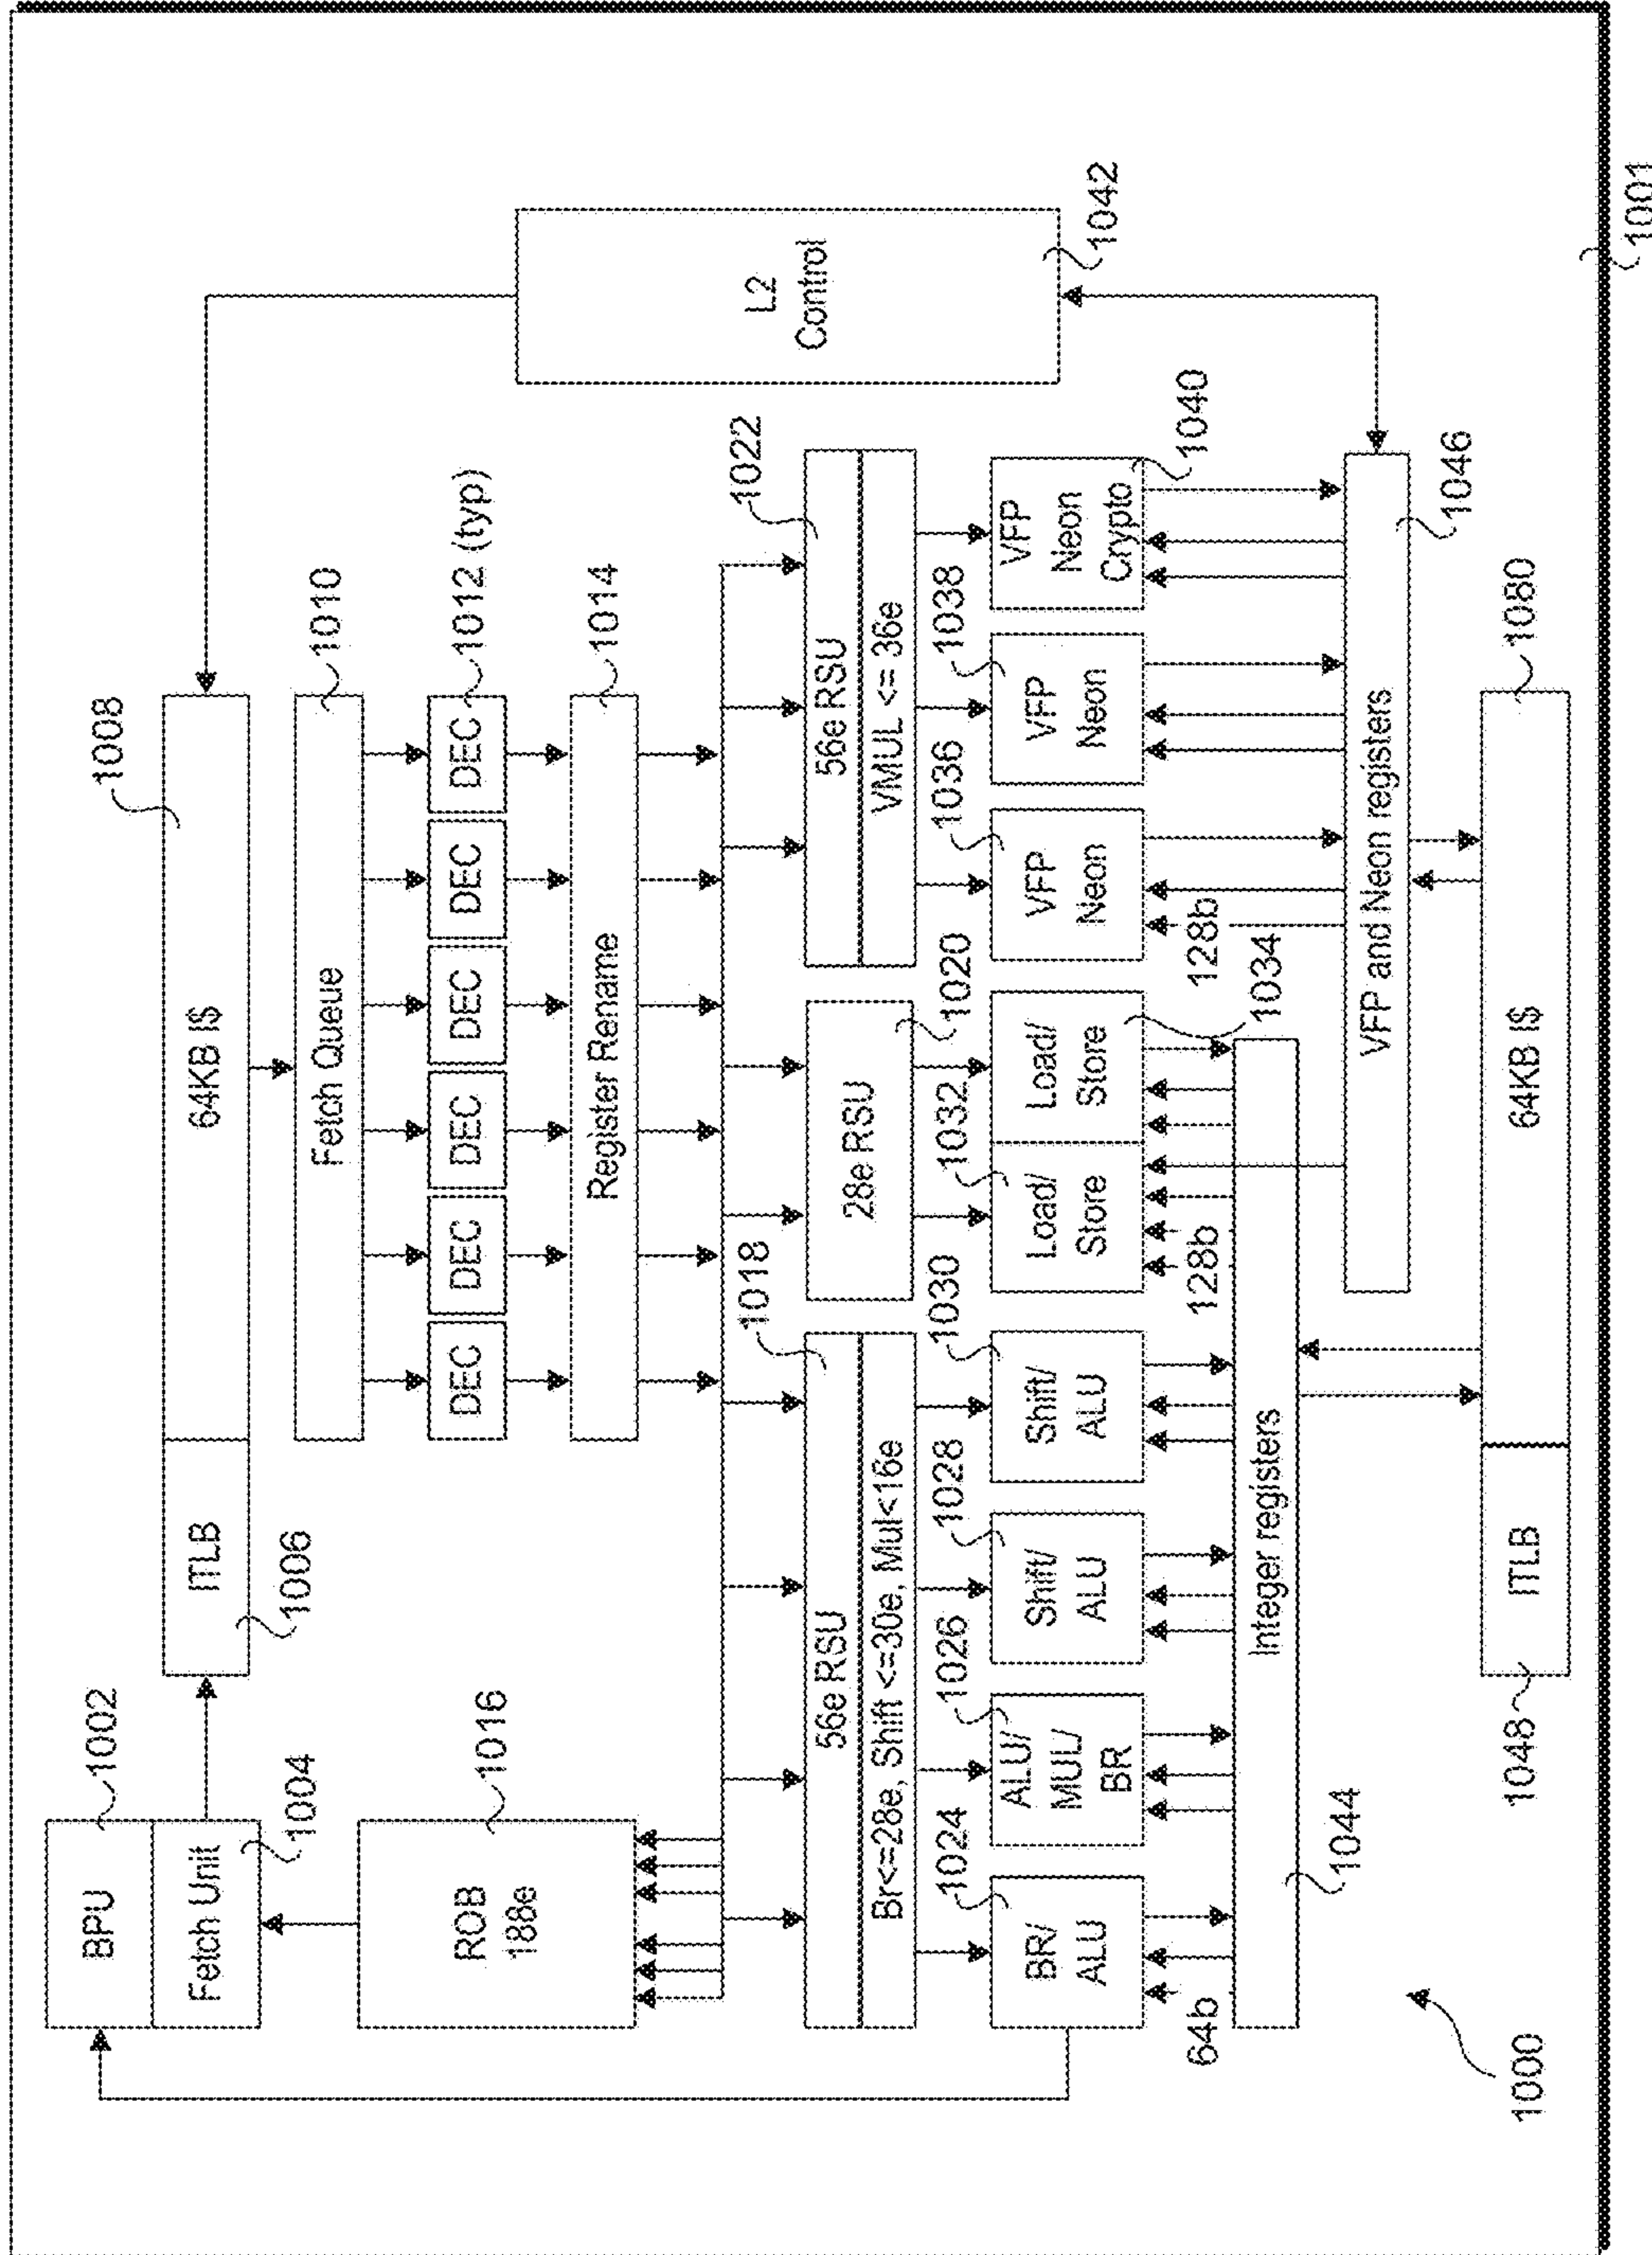 BPU
1002
Fetch Unit
1004
ITLB
1006
64KB I$
1008
Fetch Queue
1010
DEC
DEC
DEC
DEC
DEC
DEC
1012 (typ)
Register Rename
1014
ROB
188e
1016
L2
Control
1042
1018
1022
56e RSU
Br<=28e, Shift <=30e, Mul<16e
28e RSU
1020
56e RSU
VMUL <= 36e
1024
1026
1028
1030
1032
1036
1038
BR/
ALU
ALU/
MUL/
BR
Shift/
ALU
Shift/
ALU
Load/
Store
Load/
Store
VFP
Neon
VFP
Neon
VFP
Neon
Crypto
1040
64b
128b
128b
1034
Integer registers
1044
VFP and Neon registers
1046
ITLB
1048
64KB I$
1080
1000
1001